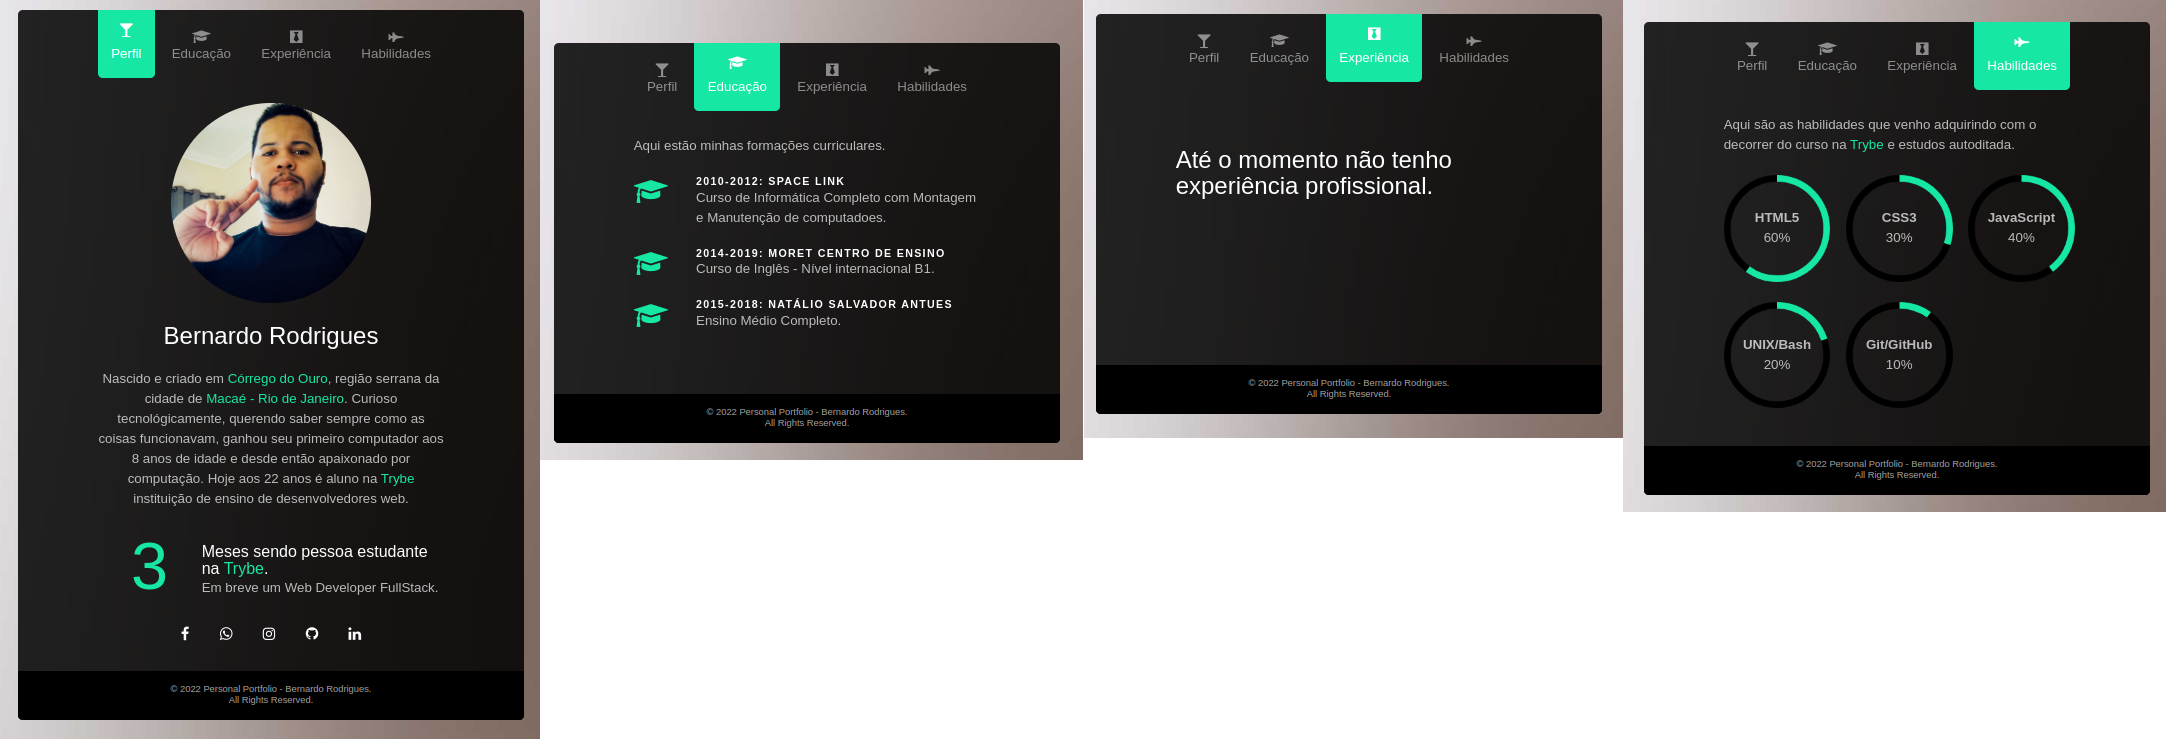 Perfil Educação Experiência Habilidades
Bernardo Rodrigues
Nascido e criado em Córrego do Ouro, região serrana da
cidade de Macaé - Rio de Janeiro. Curioso
tecnológicamente, querendo saber sempre como as
coisas funcionavam, ganhou seu primeiro computador aos
8 anos de idade e desde então apaixonado por
computação. Hoje aos 22 anos é aluno na Trybe
instituição de ensino de desenvolvedores web.
3
Meses sendo pessoa estudante
na Trybe.
Em breve um Web Developer FullStack.
© 2022 Personal Portfolio - Bernardo Rodrigues.
All Rights Reserved.
Perfil Educação Experiência Habilidades
Aqui estão minhas formações curriculares.
2010-2012: SPACE LINK
Curso de Informática Completo com Montagem
e Manutenção de computadoes.
2014-2019: MORET CENTRO DE ENSINO
Curso de Inglês - Nível internacional B1.
2015-2018: NATÁLIO SALVADOR ANTUES
Ensino Médio Completo.
© 2022 Personal Portfolio - Bernardo Rodrigues.
All Rights Reserved.
Perfil Educação Experiência Habilidades
Até o momento não tenho
experiência profissional.
© 2022 Personal Portfolio - Bernardo Rodrigues.
All Rights Reserved.
Perfil Educação Experiência Habilidades
Aqui são as habilidades que venho adquirindo com o
decorrer do curso na Trybe e estudos autoditada.
HTML5 CSS3 JavaScript
60% 30% 40%
UNIX/Bash Git/GitHub
20% 10%
© 2022 Personal Portfolio - Bernardo Rodrigues.
All Rights Reserved.